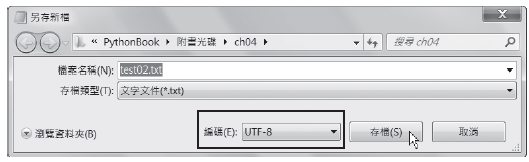 另存新檔
« PythonBook ▸ 附書光碟 ▸ ch04 ▸
搜尋 ch04
檔案名稱(N): test02.txt
存檔類型(T): 文字文件(*.txt)
瀏覽資料夾(B)
編碼(E): UTF-8
存檔(S)
取消